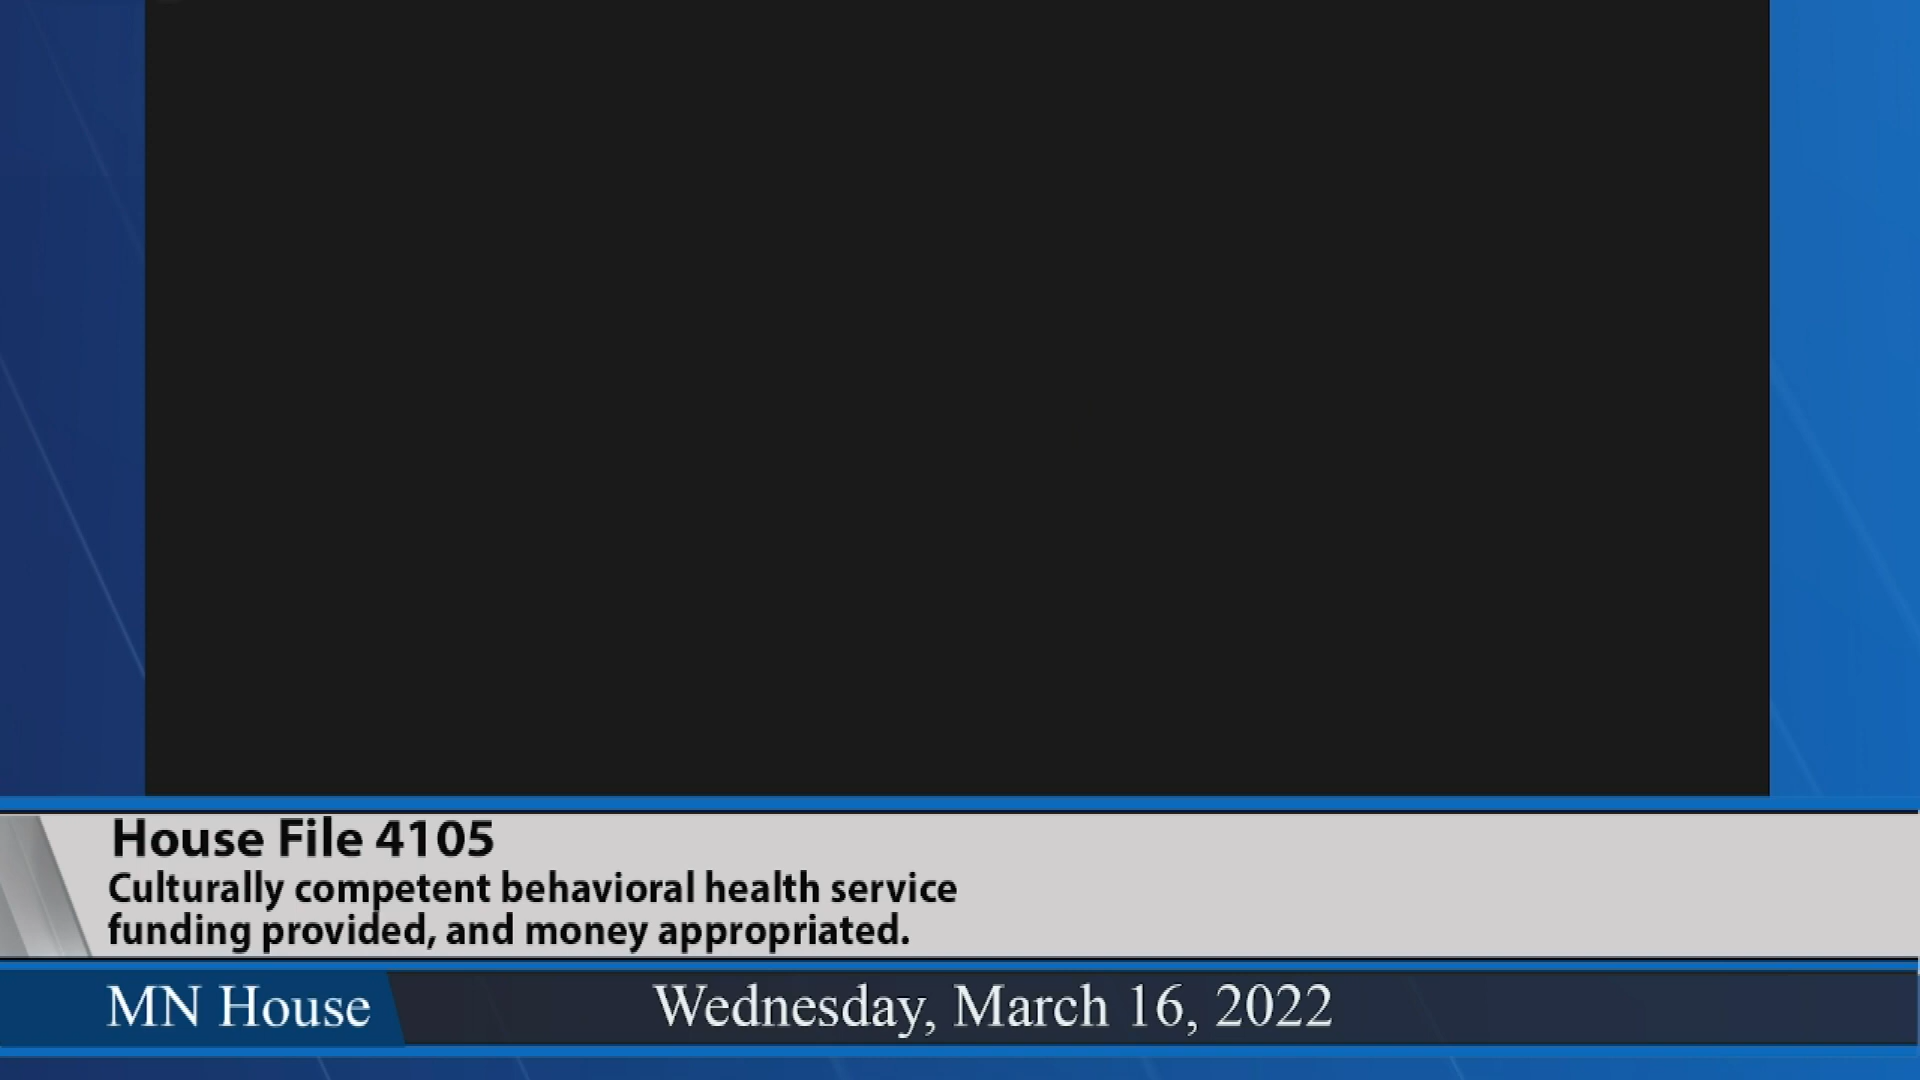 House File 4105
Culturally competent behavioral health service
funding provided, and money appropriated.
MN House
Wednesday, March 16, 2022